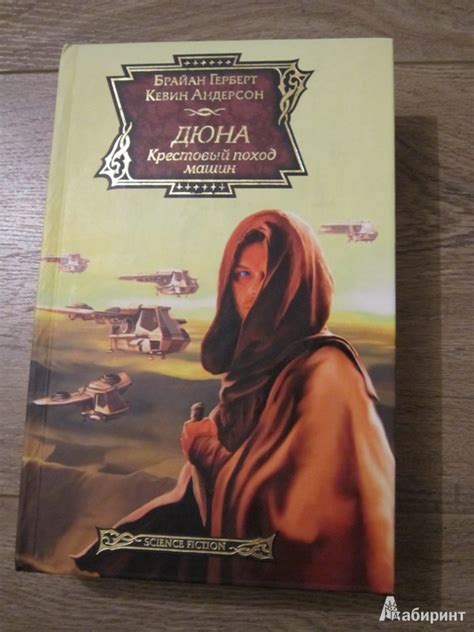 Брайан Герберт
Кевин Андерсон
ДЮНА
Крестовый поход
машин
SCIENCE FICTION
Лабиринт